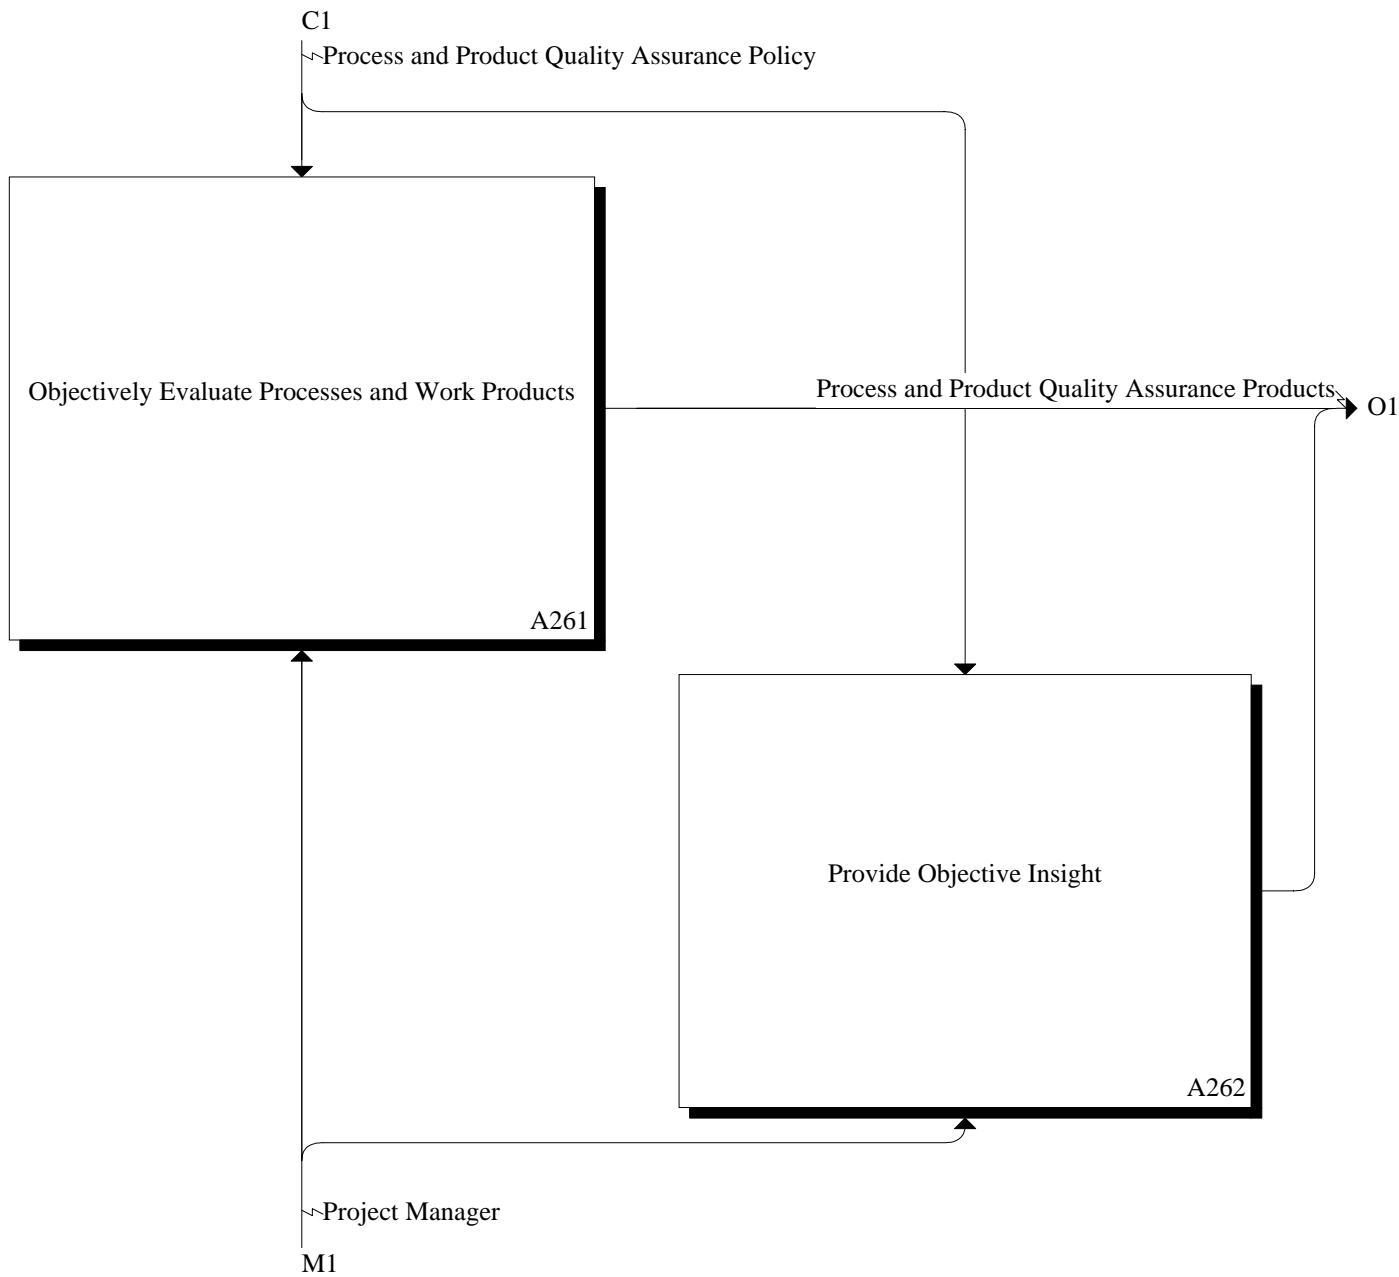 C1
Process and Product Quality Assurance Policy
Objectively Evaluate Processes and Work Products
Process and Product Quality Assurance Products
O1
A261
Provide Objective Insight
A262
Project Manager
M1